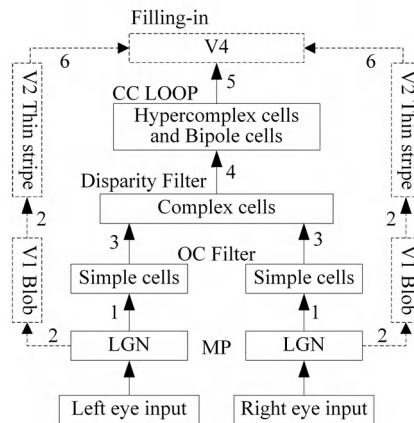 Filling-in
V4
6
6
5
V2 Thin stripe
V2 Thin stripe
CC LOOP
Hypercomplex cells
and Bipole cells
4
Disparity Filter
Complex cells
2
2
3
3
OC Filter
V1 Blob
V1 Blob
Simple cells
Simple cells
1
1
2
2
LGN
MP
LGN
Left eye input
Right eye input